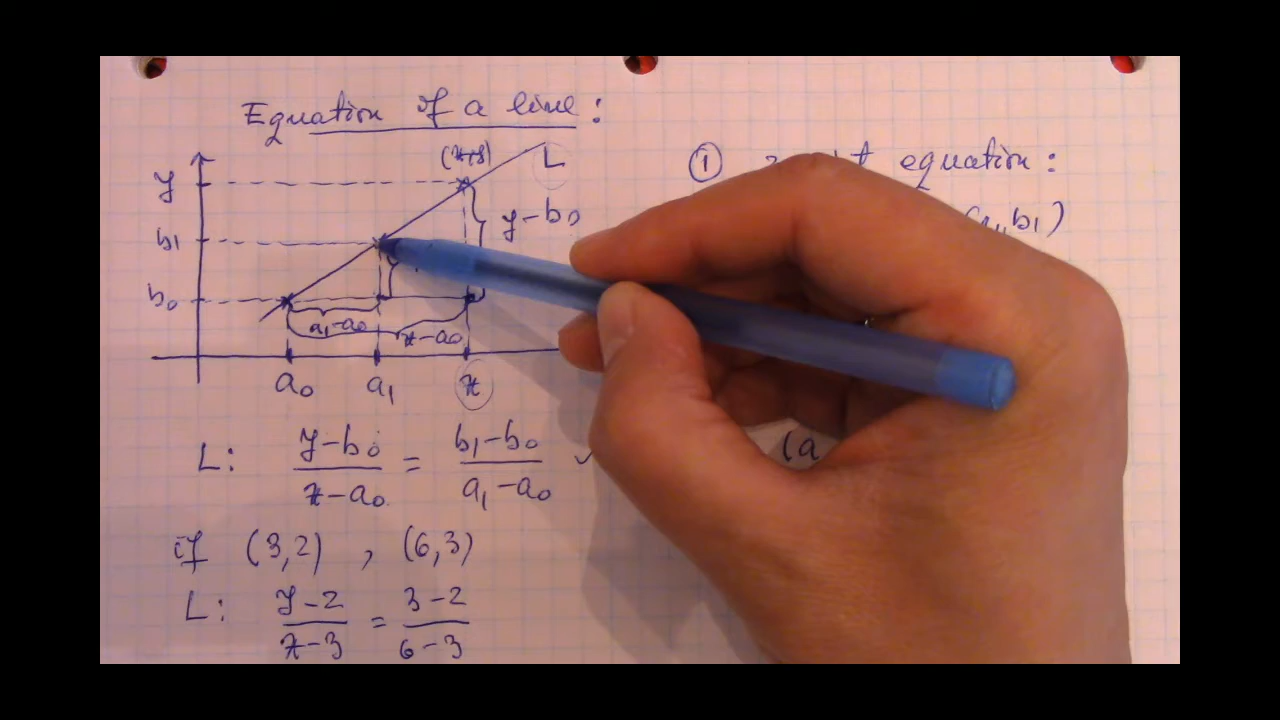 Equation of a line:
(x,y) L
y
b1
b0
y-b0
a1-a0
x-a0
a0 a1 x
① equation:
b1)
L: y-b0 / x-a0 = b1-b0 / a1-a0 ✓
(a
if (3,2) , (6,3)
L: y-2 / x-3 = 3-2 / 6-3